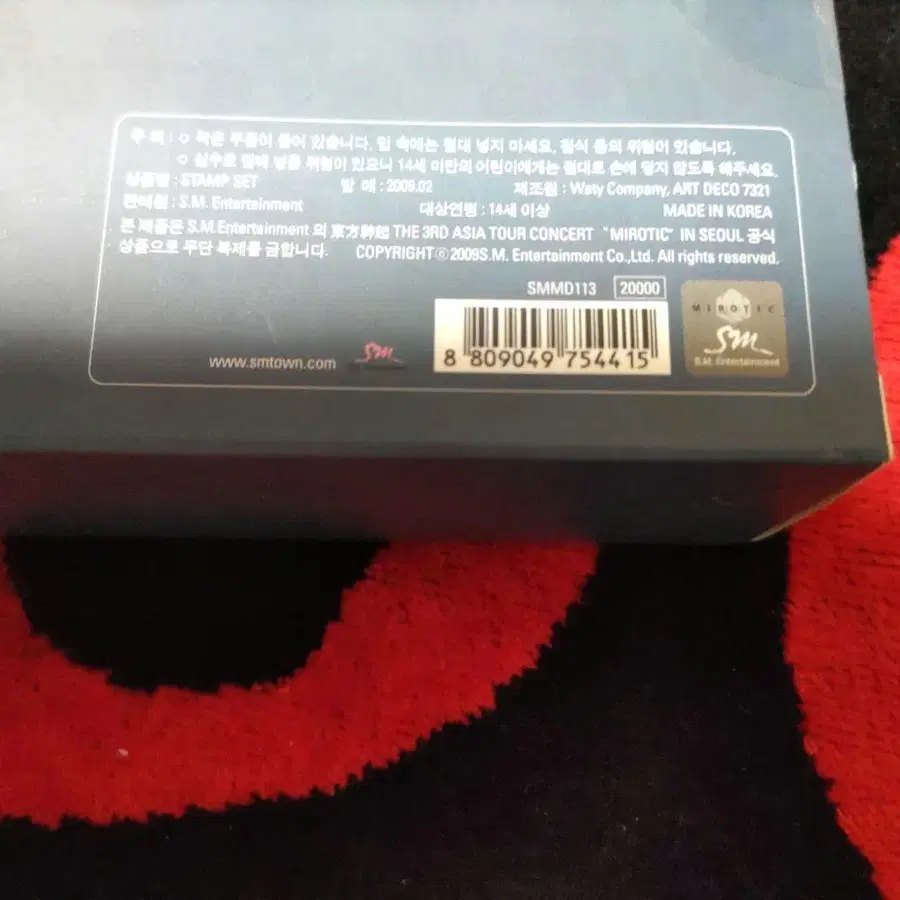 주 의 : ○ 작은 부품이 들어 있습니다. 입 속에는 절대 넣지 마세요. 질식 등의 위험이 있습니다.
○ 실수로 입에 넣을 위험이 있으니 14세 미만의 어린이에게는 절대로 손에 닿지 않도록 해주세요.
상품명 : STAMP SET 발 매 : 2009.02 제조원 : Waty Company, ART DECO 7321
판매원 : S.M. Entertainment 대상연령 : 14세 이상 MADE IN KOREA
본 제품은 S.M.Entertainment 의 東方神起 THE 3RD ASIA TOUR CONCERT "MIROTIC" IN SEOUL 공식
상품으로 무단 복제를 금합니다. COPYRIGHTⓒ2009S.M. Entertainment Co.,Ltd. All rights reserved.
SMMD113 20000
MIROTIC
SM
S.M. Entertainment
www.smtown.com SM
8 809049 754415